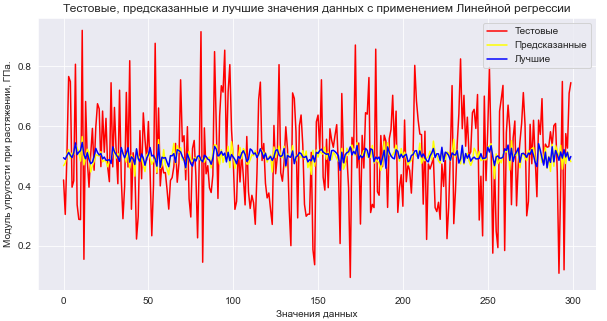 Тестовые, предсказанные и лучшие значения данных с применением Линейной регрессии
Тестовые
Предсказанные
Лучшие
Модуль упругости при растяжении, ГПа.
0.8
0.6
0.4
0.2
0 50 100 150 200 250 300
Значения данных